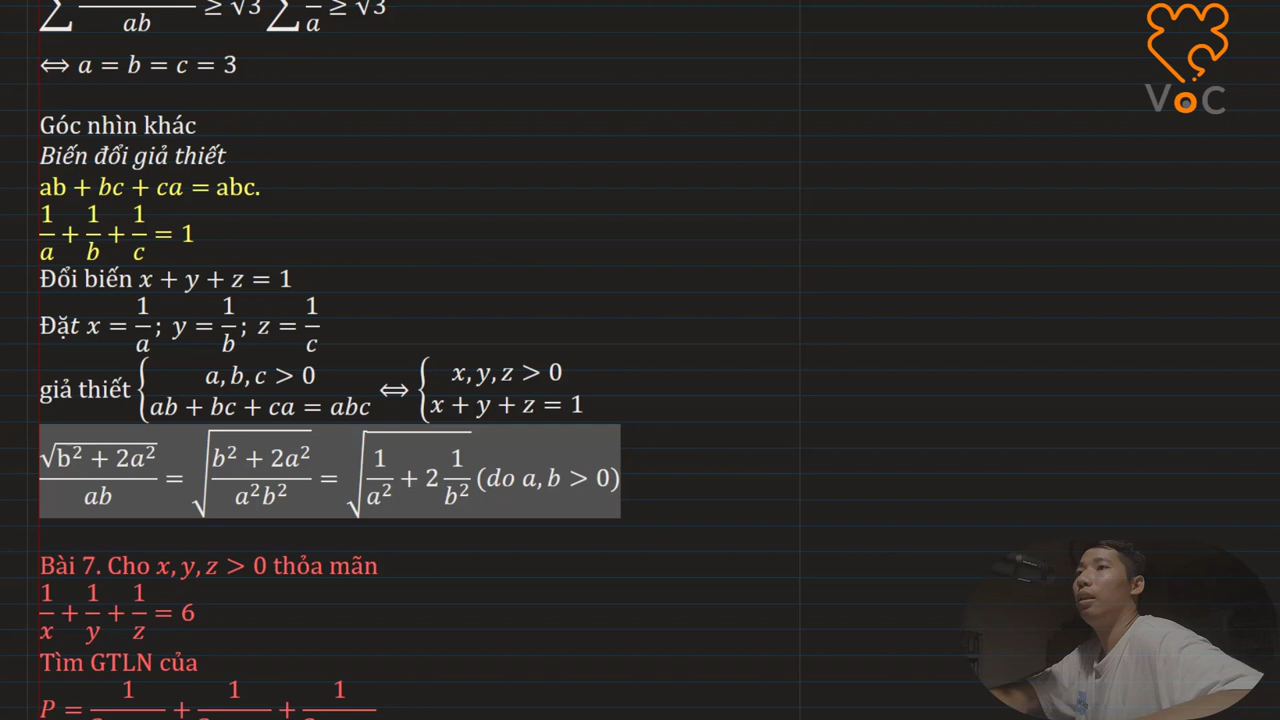 ∑ ab ≥ √3 ∑ 1/a ≥ √3
⟺ a = b = c = 3
VOC
Góc nhìn khác
Biến đổi giả thiết
ab + bc + ca = abc.
1/a + 1/b + 1/c = 1
Đổi biến x + y + z = 1
Đặt x = 1/a; y = 1/b; z = 1/c
giả thiết { a, b, c > 0 ; ab + bc + ca = abc ⟺ { x, y, z > 0 ; x + y + z = 1
√(b² + 2a²)/ab = √((b² + 2a²)/(a²b²)) = √(1/a² + 2 1/b²) (do a, b > 0)
Bài 7. Cho x, y, z > 0 thỏa mãn
1/x + 1/y + 1/z = 6
Tìm GTLN của
P = 1 + 1 + 1